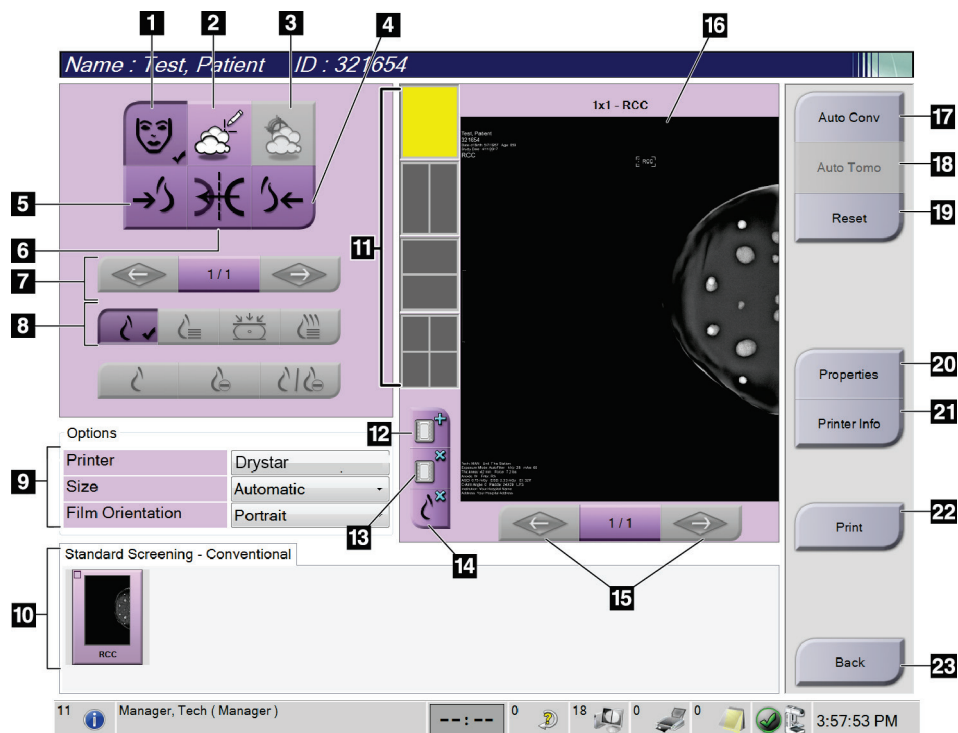 1 2 3 4 16
Name : Test, Patient ID : 321654
1x1 - RCC
Test, Patient
321654
RCC
[ RCC ]
Auto Conv
17
Auto Tomo
18
Reset
19
5
6
11
7
1/1
8
Properties
20
Printer Info
21
12
Options
9
Printer
Drystar
Size
Automatic
Film Orientation
Portrait
13
14
1/1
15
Print
22
10
Standard Screening - Conventional
RCC
Back
23
11
Manager, Tech ( Manager )
--:--
0
18
0
0
3:57:53 PM